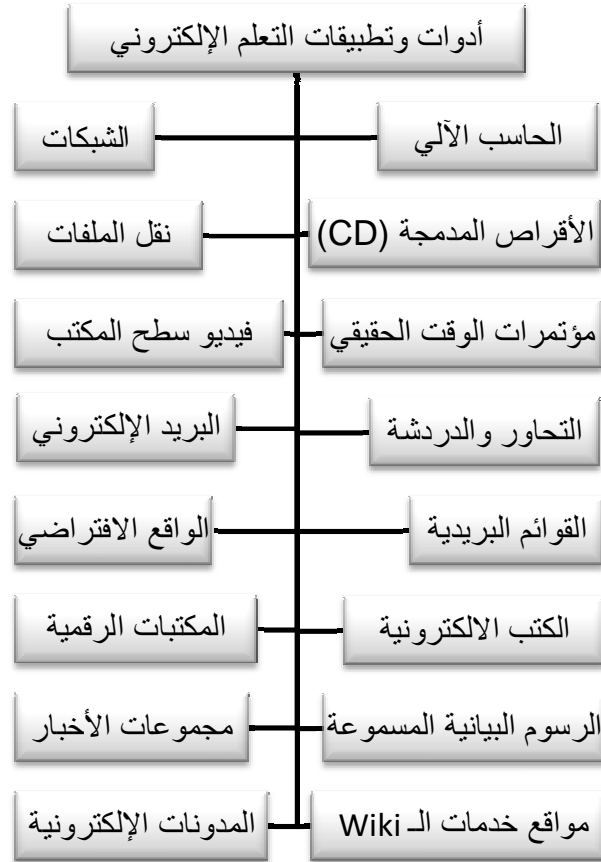 أدوات وتطبيقات التعلم الإلكتروني
الحاسب الآلي
الشبكات
الأقراص المدمجة (CD)
نقل الملفات
مؤتمرات الوقت الحقيقي
فيديو سطح المكتب
التحاور والدردشة
البريد الإلكتروني
القوائم البريدية
الواقع الافتراضي
الكتب الالكترونية
المكتبات الرقمية
الرسوم البيانية المسموعة
مجموعات الأخبار
مواقع خدمات الـ Wiki
المدونات الإلكترونية